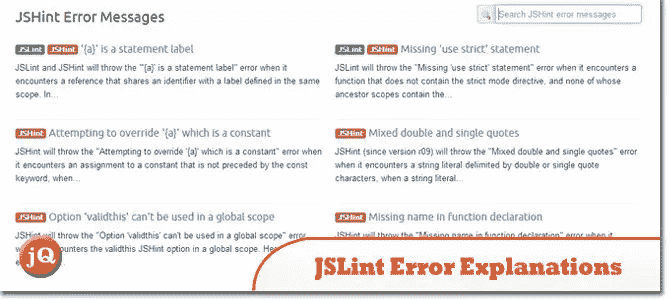 JSHint Error Messages
Search JSHint error messages
JSLint JSHint '{a}' is a statement label
JSLint and JSHint will throw the "'{a}' is a statement label" error when it
encounters a reference that shares an identifier with a label defined in the same
scope. In...
JSLint JSHint Missing 'use strict' statement
JSLint will throw the "Missing 'use strict' statement" error when it encounters a
function that does not contain the strict mode directive, and none of whose
ancestor scopes contain the...
JSHint Attempting to override '{a}' which is a constant
JSHint will throw the "Attempting to override '{a}' which is a constant" error when
it encounters an assignment to a constant that is not preceded by the const
keyword, when...
JSHint Mixed double and single quotes
JSHint (since version r09) will throw the "Mixed double and single quotes" error
when it encounters a string literal delimited by double or single quote
characters, when a string literal...
JSHint Option 'validthis' can't be used in a global scope
JSHint will throw the "Option 'validthis' can't be used in a global scope" error
encounters the validthis JSHint option in a global scope.
JSHint Missing name in function declaration
JSHint will throw the "Missing name in function declaration" error when it
jQ
JSLint Error Explanations